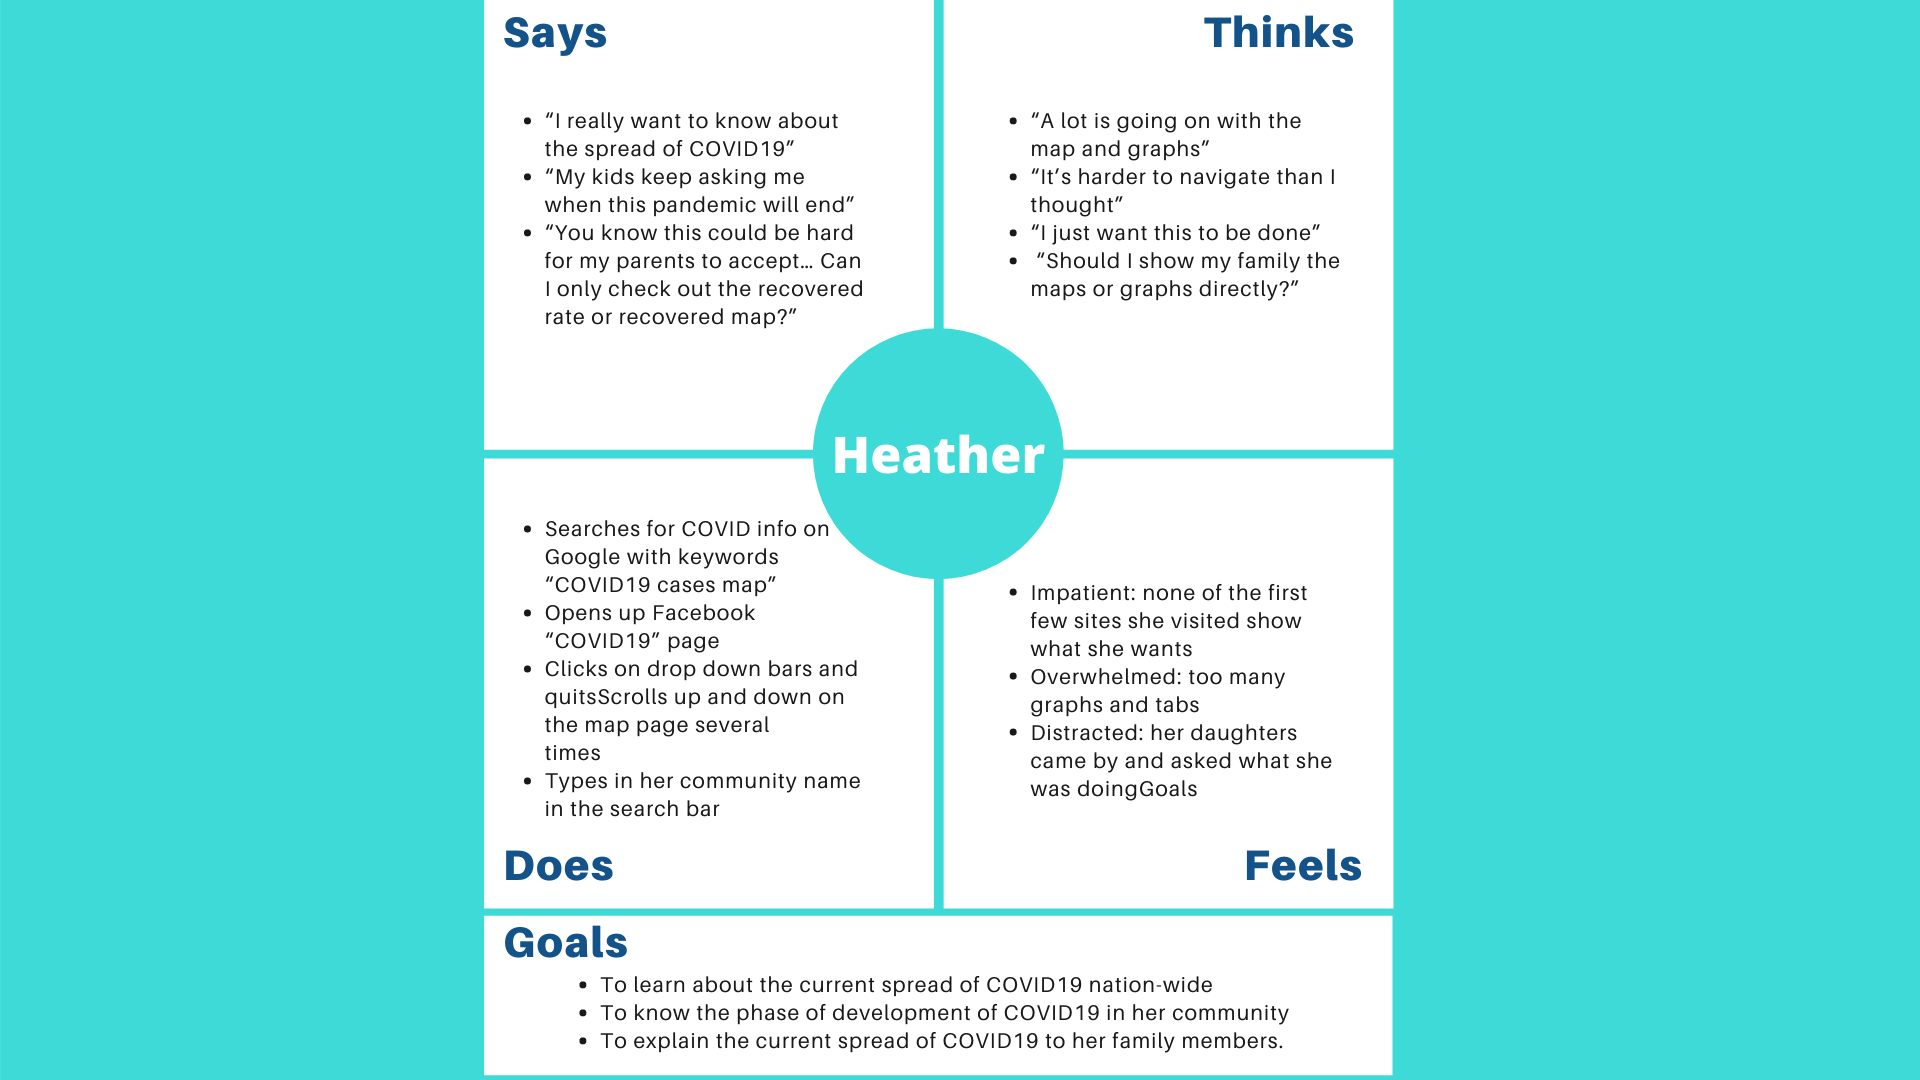 Says
“I really want to know about
the spread of COVID19”
“My kids keep asking me
when this pandemic will end”
“You know this could be hard
for my parents to accept... Can
I only check out the recovered
rate or recovered map?”
Thinks
“A lot is going on with the
map and graphs”
“It’s harder to navigate than I
thought”
“I just want this to be done”
“Should I show my family the
maps or graphs directly?”
Heather
Searches for COVID info on
Google with keywords
“COVID19 cases map”
Opens up Facebook
“COVID19” page
Clicks on drop down bars and
quitsScrolls up and down on
the map page several
times
Types in her community name
in the search bar
Does
Impatient: none of the first
few sites she visited show
what she wants
Overwhelmed: too many
graphs and tabs
Distracted: her daughters
came by and asked what she
was doingGoals
Feels
Goals
To learn about the current spread of COVID19 nation-wide
To know the phase of development of COVID19 in her community
To explain the current spread of COVID19 to her family members.